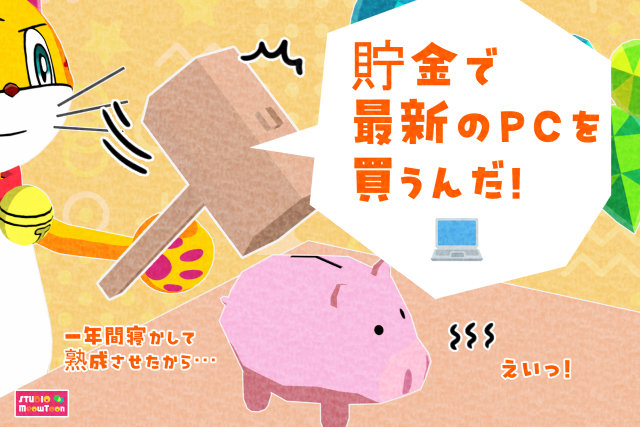 貯金で
最新のPCを
買うんだ!
一年間寝かして
熟成させたから…
えいっ!
STUDIO
MeowToon